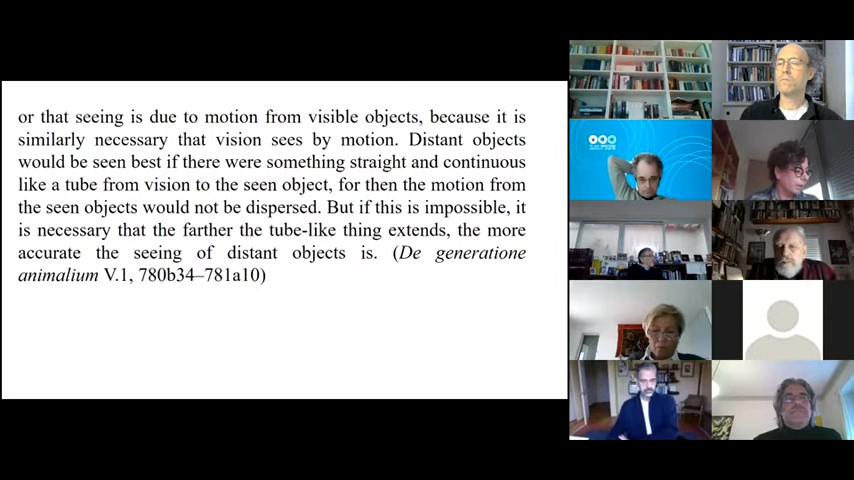 or that seeing is due to motion from visible objects, because it is
similarly necessary that vision sees by motion. Distant objects
would be seen best if there were something straight and continuous
like a tube from vision to the seen object, for then the motion from
the seen objects would not be dispersed. But if this is impossible, it
is necessary that the farther the tube-like thing extends, the more
accurate the seeing of distant objects is. (De generatione
animalium V.1, 780b34–781a10)